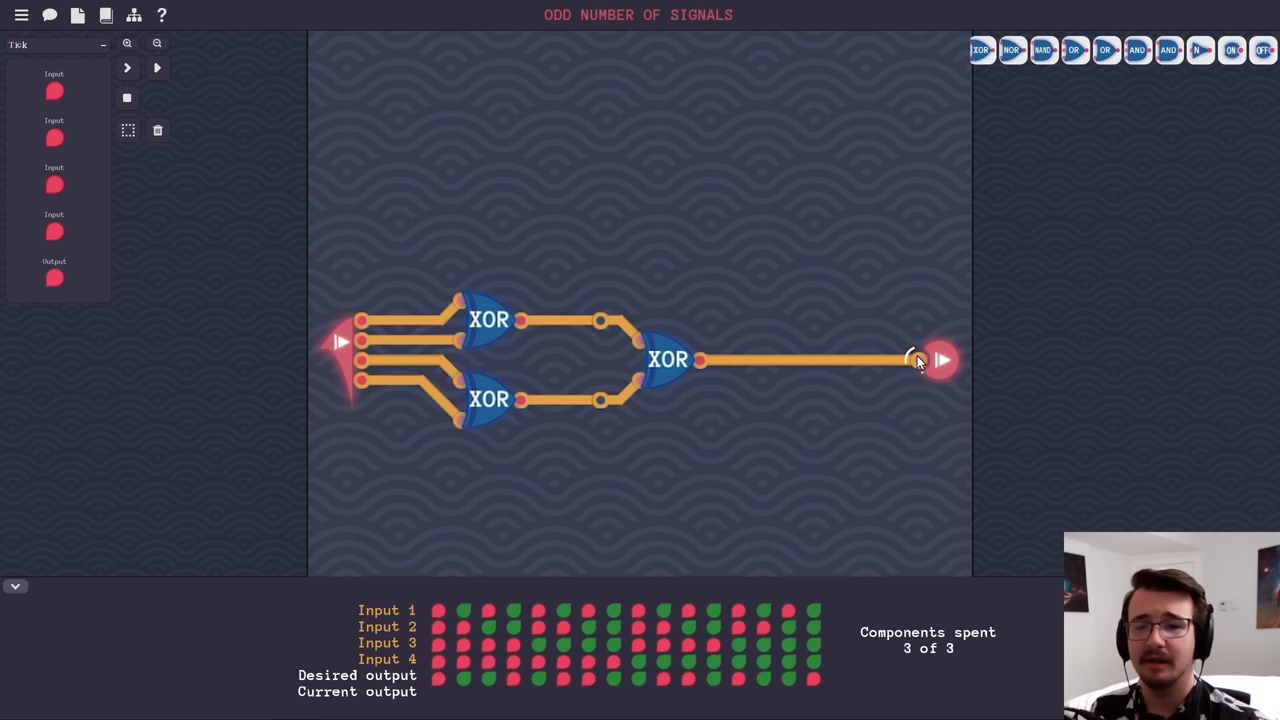 ODD NUMBER OF SIGNALS
?
Tick
Input
Input
Input
Input
Output
XOR
NOR
NAND
OR
OR
AND
AND
N
ON
OFF
XOR
XOR
XOR
Input 1
Input 2
Input 3
Input 4
Desired output
Current output
Components spent
3 of 3